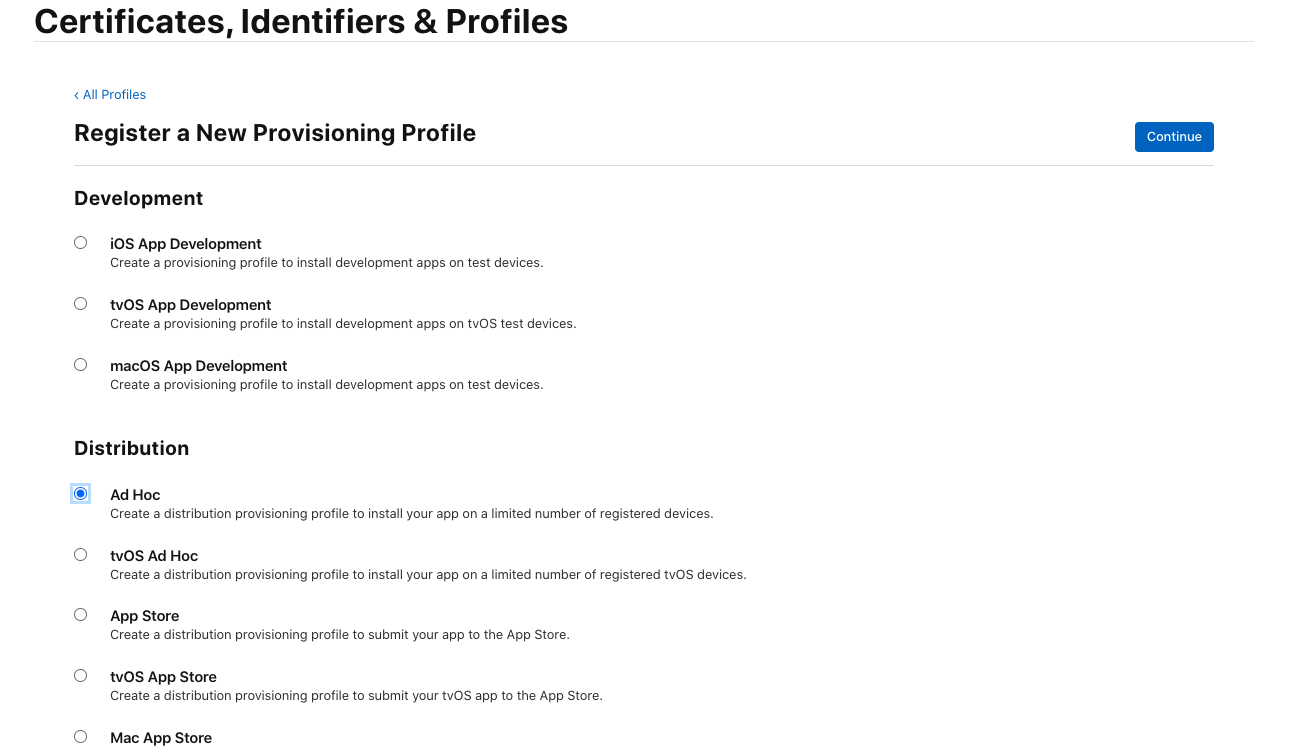 Certificates, Identifiers & Profiles
‹ All Profiles
Register a New Provisioning Profile
Continue
Development
iOS App Development
Create a provisioning profile to install development apps on test devices.
tvOS App Development
Create a provisioning profile to install development apps on tvOS test devices.
macOS App Development
Create a provisioning profile to install development apps on test devices.
Distribution
Ad Hoc
Create a distribution provisioning profile to install your app on a limited number of registered devices.
tvOS Ad Hoc
Create a distribution provisioning profile to install your app on a limited number of registered tvOS devices.
App Store
Create a distribution provisioning profile to submit your app to the App Store.
tvOS App Store
Create a distribution provisioning profile to submit your tvOS app to the App Store.
Mac App Store